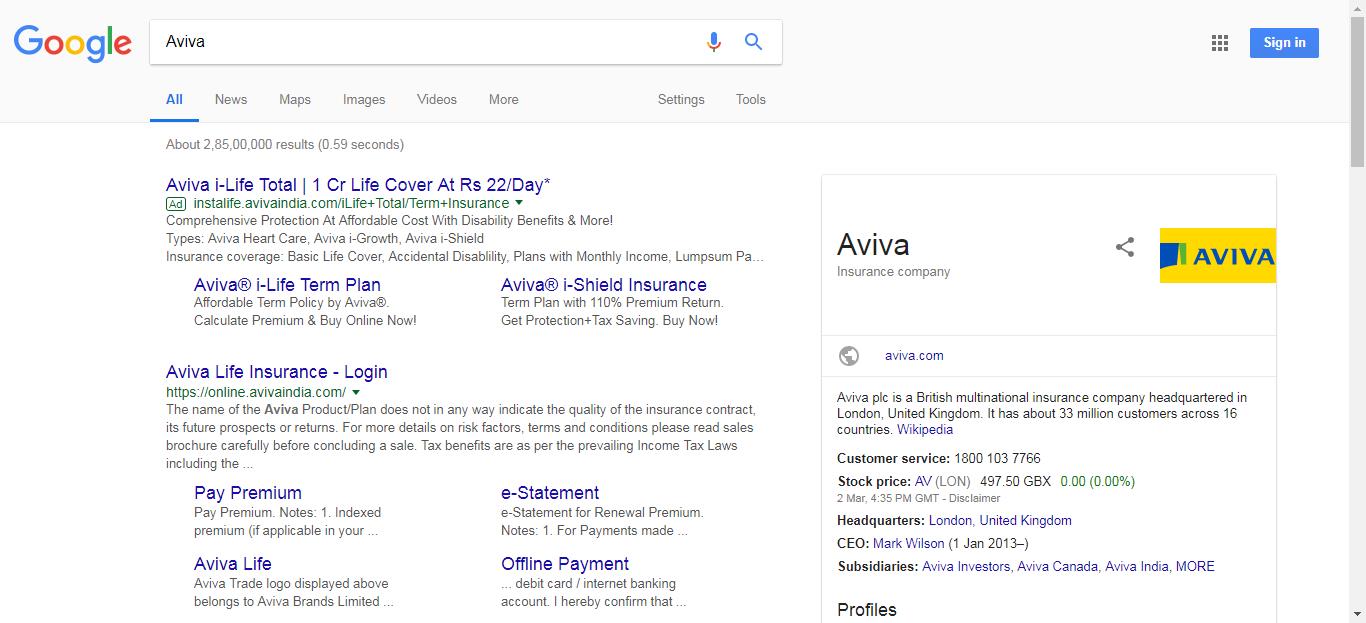 Google
Aviva
Sign in
All News Maps Images Videos More Settings Tools
About 2,85,00,000 results (0.59 seconds)
Aviva i-Life Total | 1 Cr Life Cover At Rs 22/Day*
Ad instalife.avivaindia.com/iLife+Total/Term+Insurance
Comprehensive Protection At Affordable Cost With Disability Benefits & More!
Types: Aviva Heart Care, Aviva i-Growth, Aviva i-Shield
Insurance coverage: Basic Life Cover, Accidental Disablility, Plans with Monthly Income, Lumpsum Pa...
Aviva® i-Life Term Plan
Affordable Term Policy by Aviva®.
Calculate Premium & Buy Online Now!
Aviva® i-Shield Insurance
Term Plan with 110% Premium Return.
Get Protection+Tax Saving. Buy Now!
Aviva Life Insurance - Login
https://online.avivaindia.com/
The name of the Aviva Product/Plan does not in any way indicate the quality of the insurance contract,
its future prospects or returns. For more details on risk factors, terms and conditions please read sales
brochure carefully before concluding a sale. Tax benefits are as per the prevailing Income Tax Laws
including the ...
Pay Premium
Pay Premium. Notes: 1. Indexed
premium (if applicable in your ...
e-Statement
e-Statement for Renewal Premium.
Notes: 1. For Payments made ...
Aviva Life
Aviva Trade logo displayed above
belongs to Aviva Brands Limited ...
Offline Payment
... debit card / internet banking
account. I hereby confirm that ...
Aviva
Insurance company
AVIVA
aviva.com
Aviva plc is a British multinational insurance company headquartered in
London, United Kingdom. It has about 33 million customers across 16
countries. Wikipedia
Customer service: 1800 103 7766
Stock price: AV (LON) 497.50 GBX 0.00 (0.00%)
2 Mar, 4:35 PM GMT - Disclaimer
Headquarters: London, United Kingdom
CEO: Mark Wilson (1 Jan 2013–)
Subsidiaries: Aviva Investors, Aviva Canada, Aviva India, MORE
Profiles